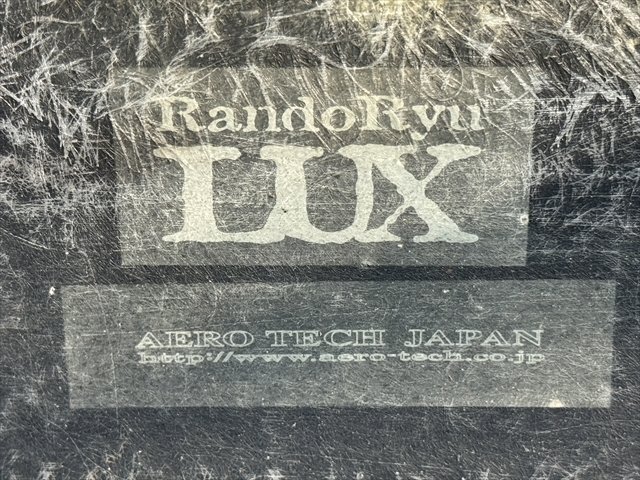 RandoRyu
LUX
AERO TECH JAPAN
http://www.aero-tech.co.jp